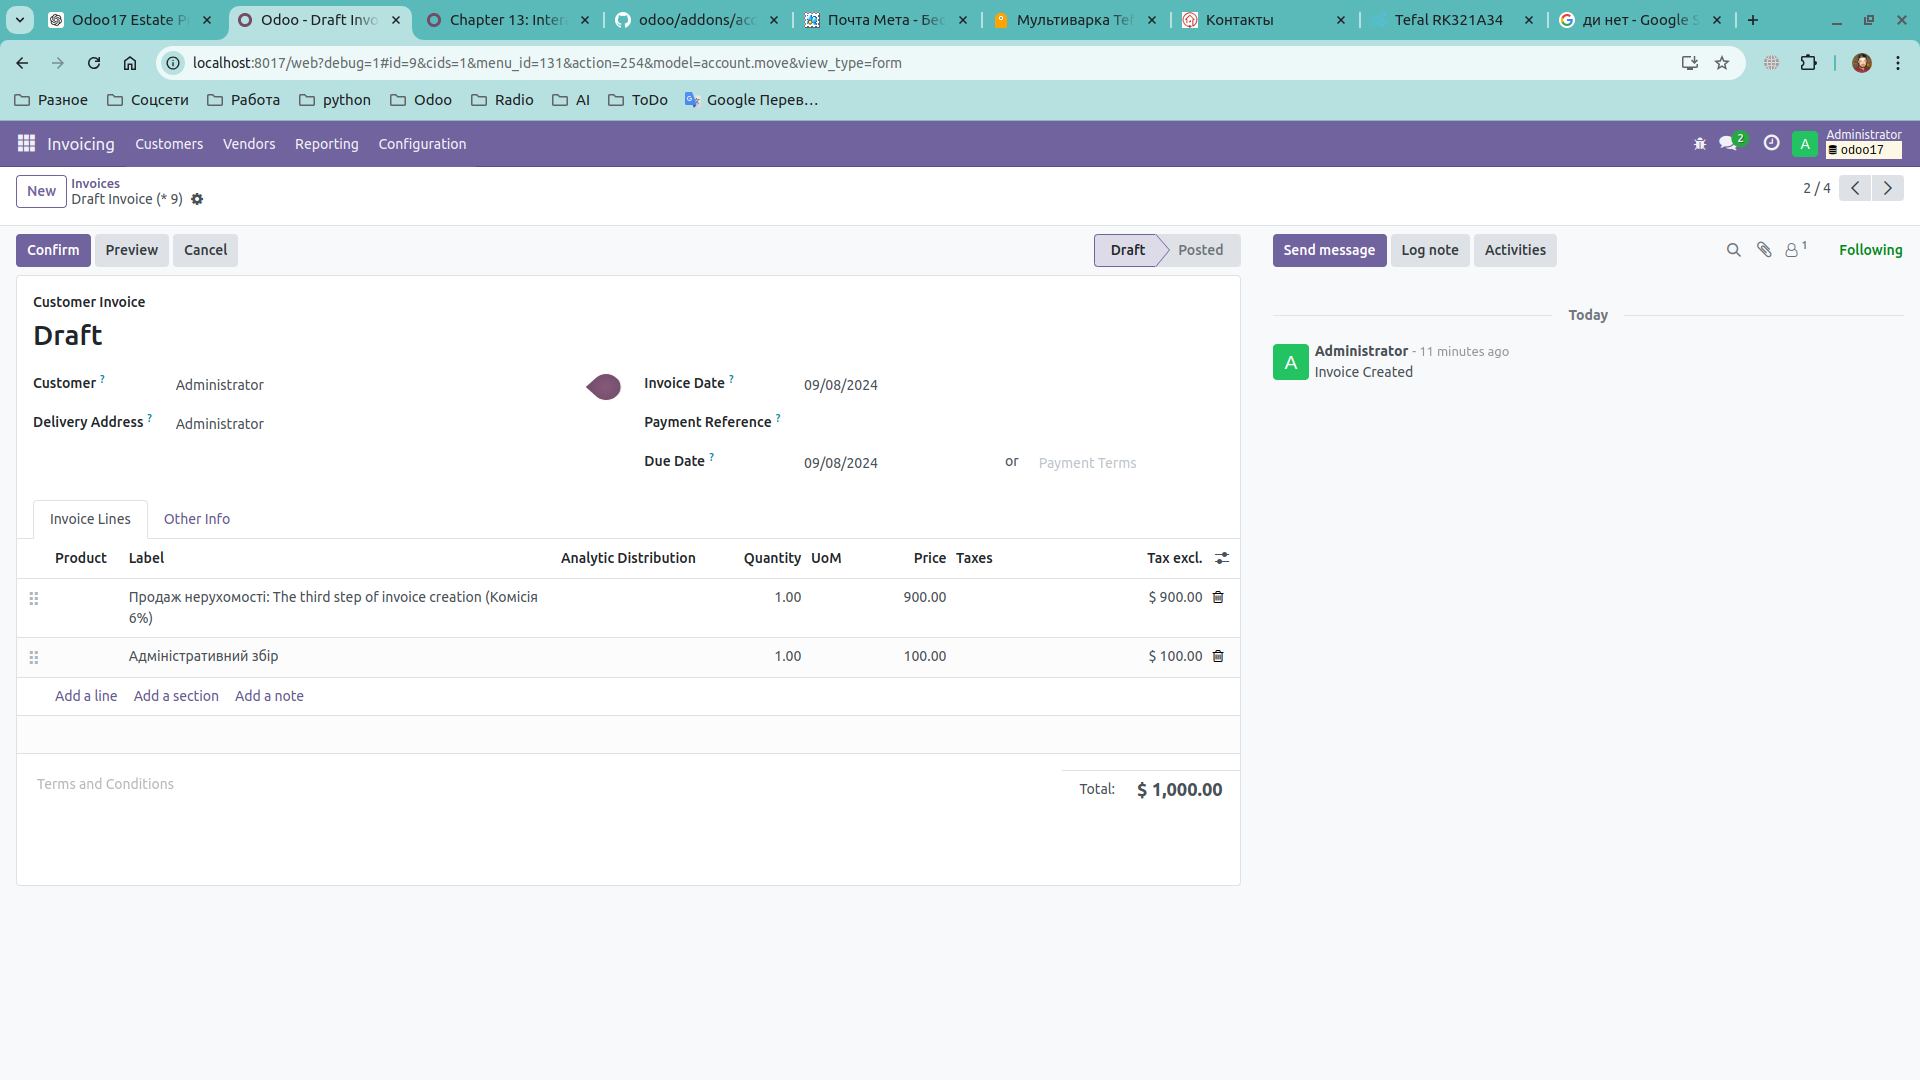 Odoo17 Estate P
Odoo - Draft Invo
Chapter 13: Inter
odoo/addons/acc
Почта Mета - Бес
Мультиварка Tef
Контакты
Tefal RK321A34
ди нет - Google S
localhost:8017/web?debug=1#id=9&cids=1&menu_id=131&action=254&model=account.move&view_type=form
Разное
Соцсети
Работа
python
Odoo
Radio
AI
ToDo
Google Перев…
Invoicing
Customers
Vendors
Reporting
Configuration
2
A
Administrator
odoo17
New
Invoices
Draft Invoice (* 9)
2 / 4
Confirm
Preview
Cancel
Draft
Posted
Send message
Log note
Activities
1
Following
Customer Invoice
Draft
Customer ?
Administrator
Invoice Date ?
09/08/2024
Delivery Address ?
Administrator
Payment Reference ?
Due Date ?
09/08/2024
or
Payment Terms
Today
A
Administrator - 11 minutes ago
Invoice Created
Invoice Lines
Other Info
Product
Label
Analytic Distribution
Quantity
UoM
Price
Taxes
Tax excl.
Продаж нерухомості: The third step of invoice creation (Комісія
6%)
1.00
900.00
$ 900.00
Адміністративний збір
1.00
100.00
$ 100.00
Add a line
Add a section
Add a note
Terms and Conditions
Total:
$ 1,000.00